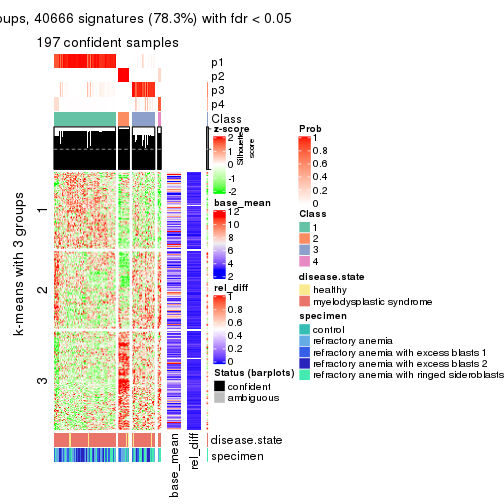 oups, 40666 signatures (78.3%) with fdr < 0.05
197 confident samples
p1
p2
p3
p4
Class
z-score
2
1
0
-1
-2
Silhouette
score
base_mean
12
10
8
6
4
2
rel_diff
1
0.8
0.6
0.4
0.2
0
Status (barplots)
confident
ambiguous
Prob
1
0.8
0.6
0.4
0.2
0
Class
1
2
3
4
disease.state
healthy
myelodysplastic syndrome
specimen
control
refractory anemia
refractory anemia with excess blasts 1
refractory anemia with excess blasts 2
refractory anemia with ringed sideroblasts
k-means with 3 groups
1
2
3
disease.state
specimen
base_mean
rel_diff